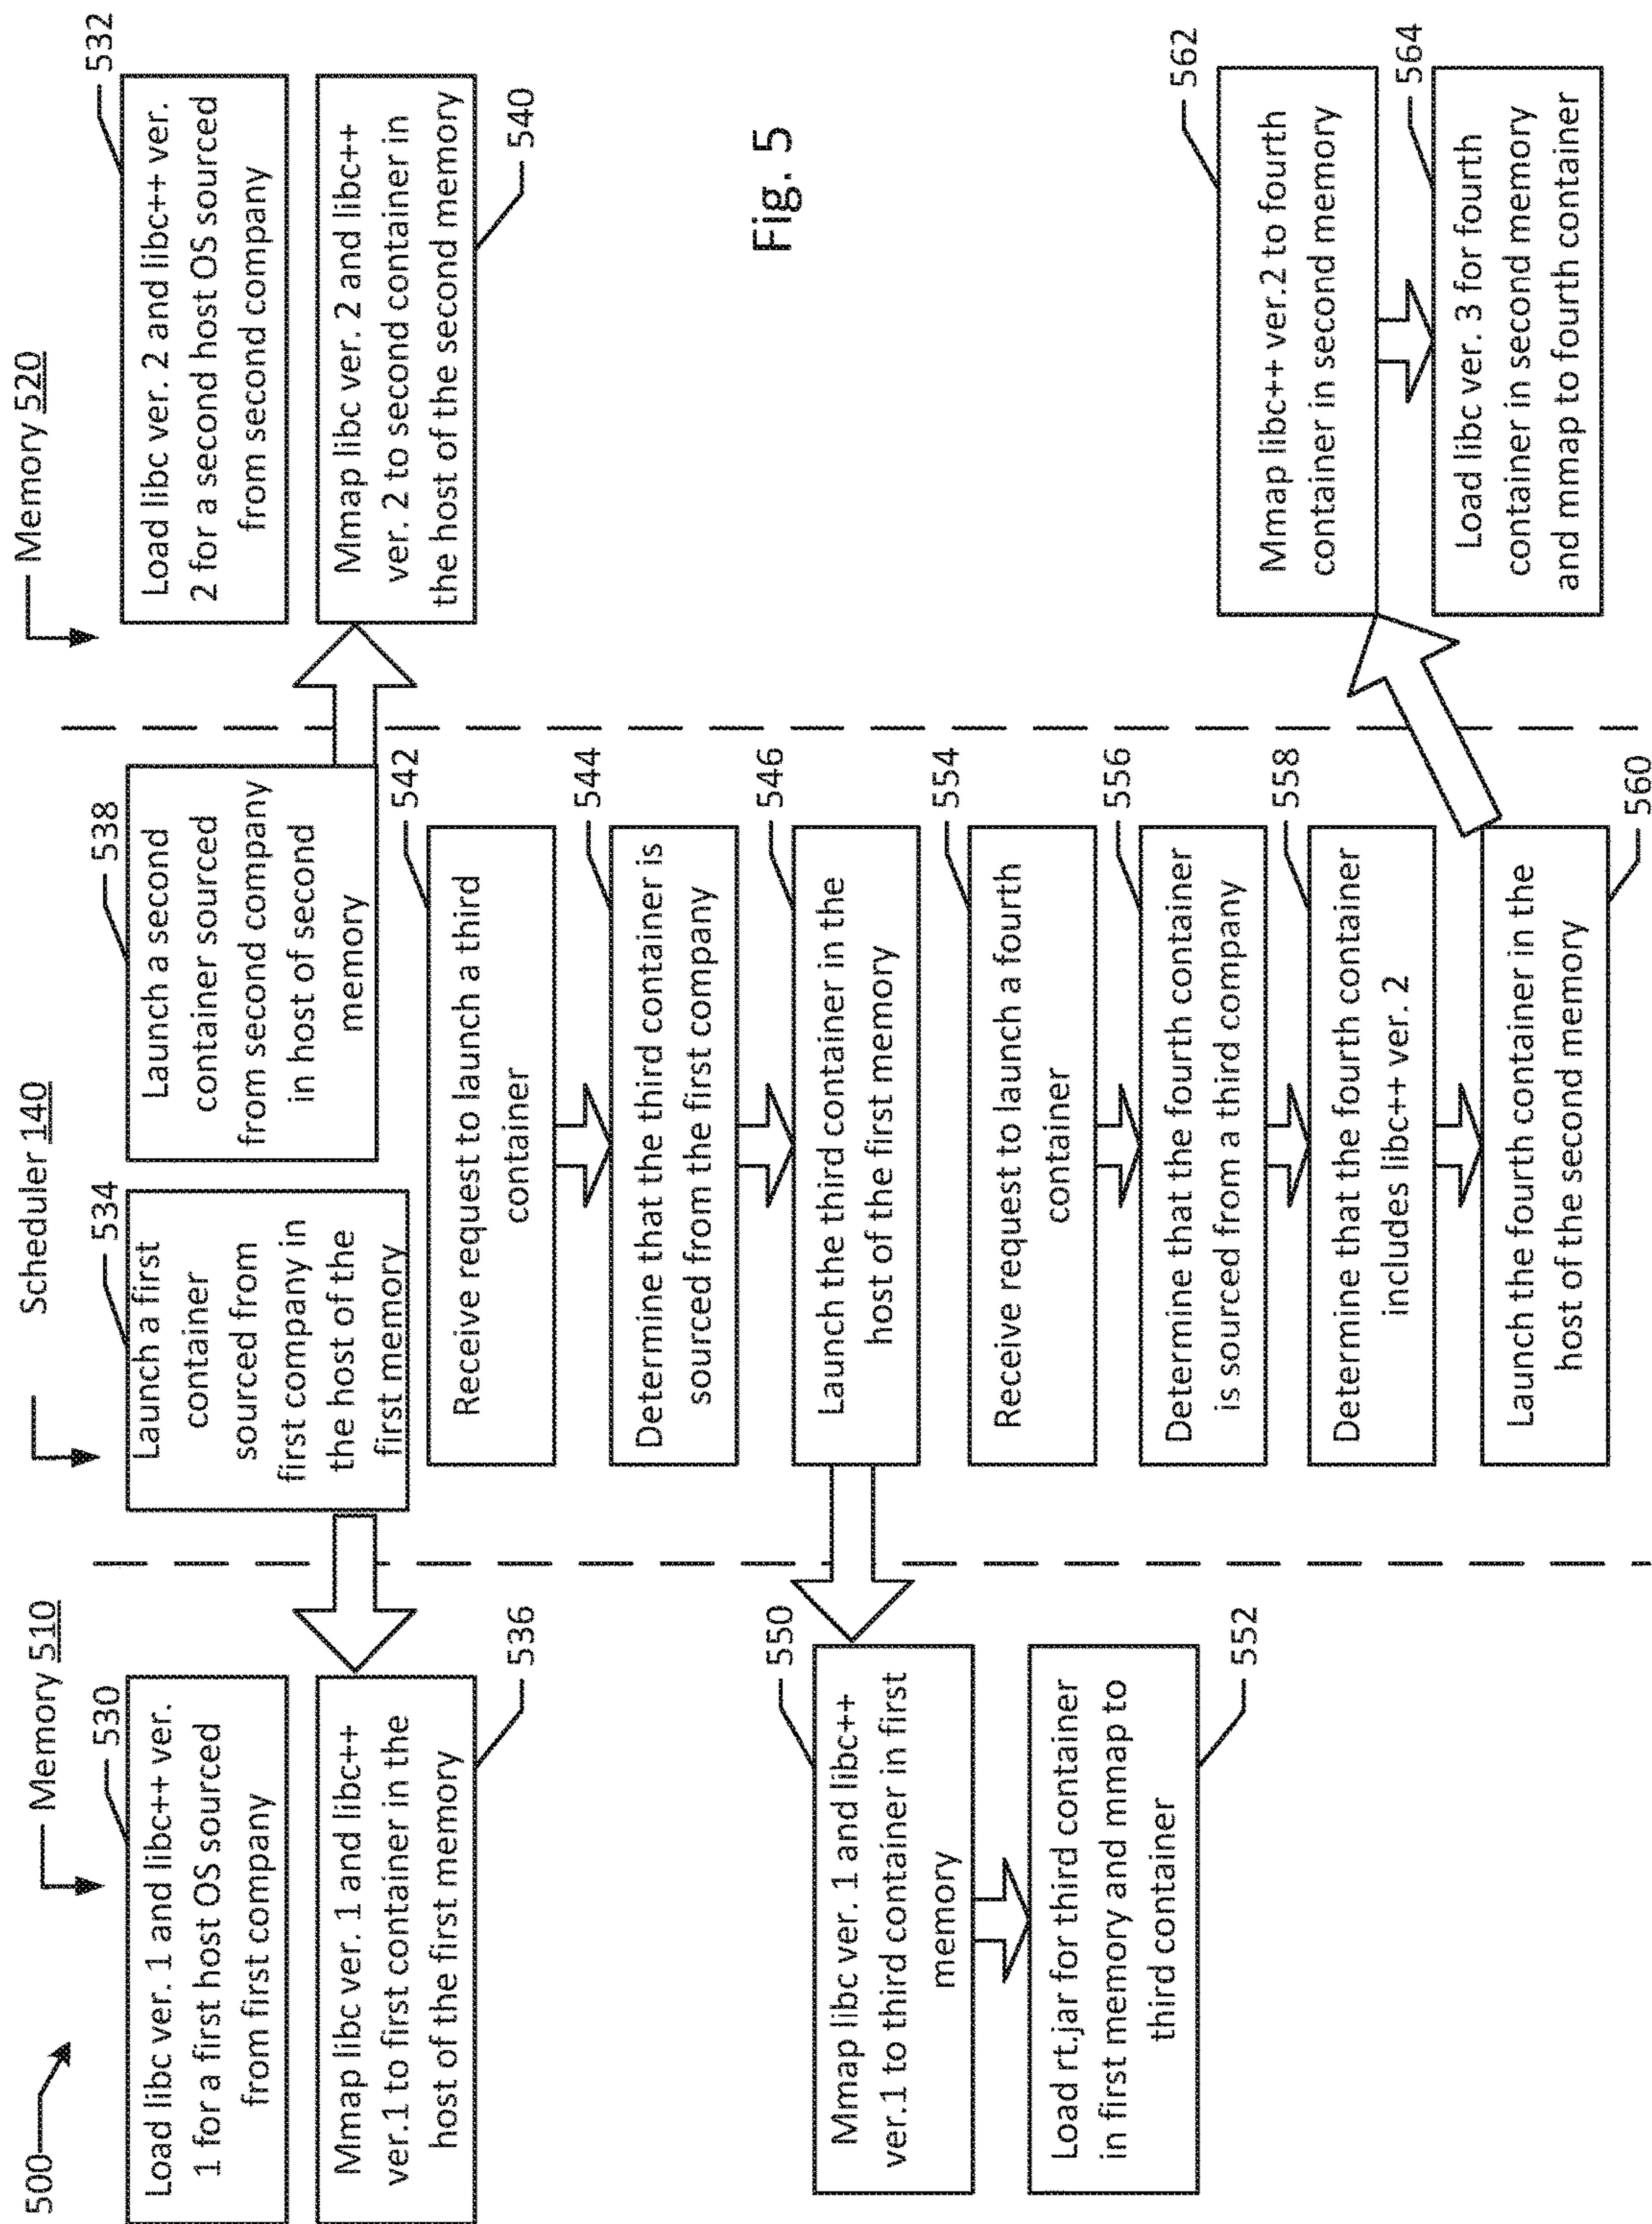 500
Memory 510
Scheduler 140
Memory 520
530
Load libc ver. 1 and libc++ ver.
1 for a first host OS sourced
from first company
534
Launch a first
container
sourced from
first company in
the host of the
first memory
538
Launch a second
container sourced
from second company
in host of second
memory
532
Load libc ver. 2 and libc++ ver.
2 for a second host OS sourced
from second company
Mmap libc ver. 1 and libc++
ver.1 to first container in the
host of the first memory
536
Mmap libc ver. 2 and libc++
ver. 2 to second container in
the host of the second memory
540
542
Receive request to launch a third
container
544
Determine that the third container is
sourced from the first company
546
Launch the third container in the
host of the first memory
550
Mmap libc ver. 1 and libc++
ver.1 to third container in first
memory
Load rt.jar for third container
in first memory and mmap to
third container
552
554
Receive request to launch a fourth
container
556
Determine that the fourth container
is sourced from a third company
558
Determine that the fourth container
includes libc++ ver. 2
Launch the fourth container in the
host of the second memory
560
562
Mmap libc++ ver.2 to fourth
container in second memory
564
Load libc ver. 3 for fourth
container in second memory
and mmap to fourth container
Fig. 5